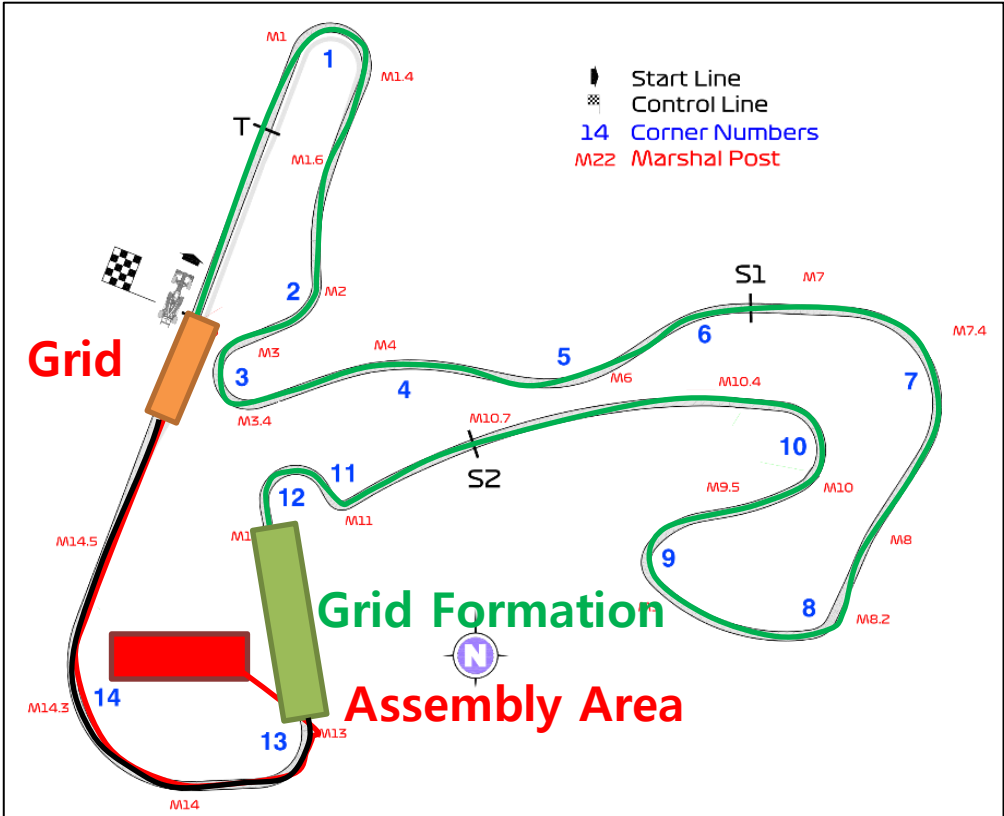 M1
1
M1.4
Start Line
Control Line
14 Corner Numbers
M22 Marshal Post
T
M1.6
S1
M7
2
M2
M7.4
6
Grid
M3
M4
5
3
4
M6
7
M10.4
M3.4
M10.7
10
S2
11
12
M9.5
M10
M11
M14.5
M8
9
Grid Formation
8
M8.2
N
14
Assembly Area
M14.3
13
M13
M14